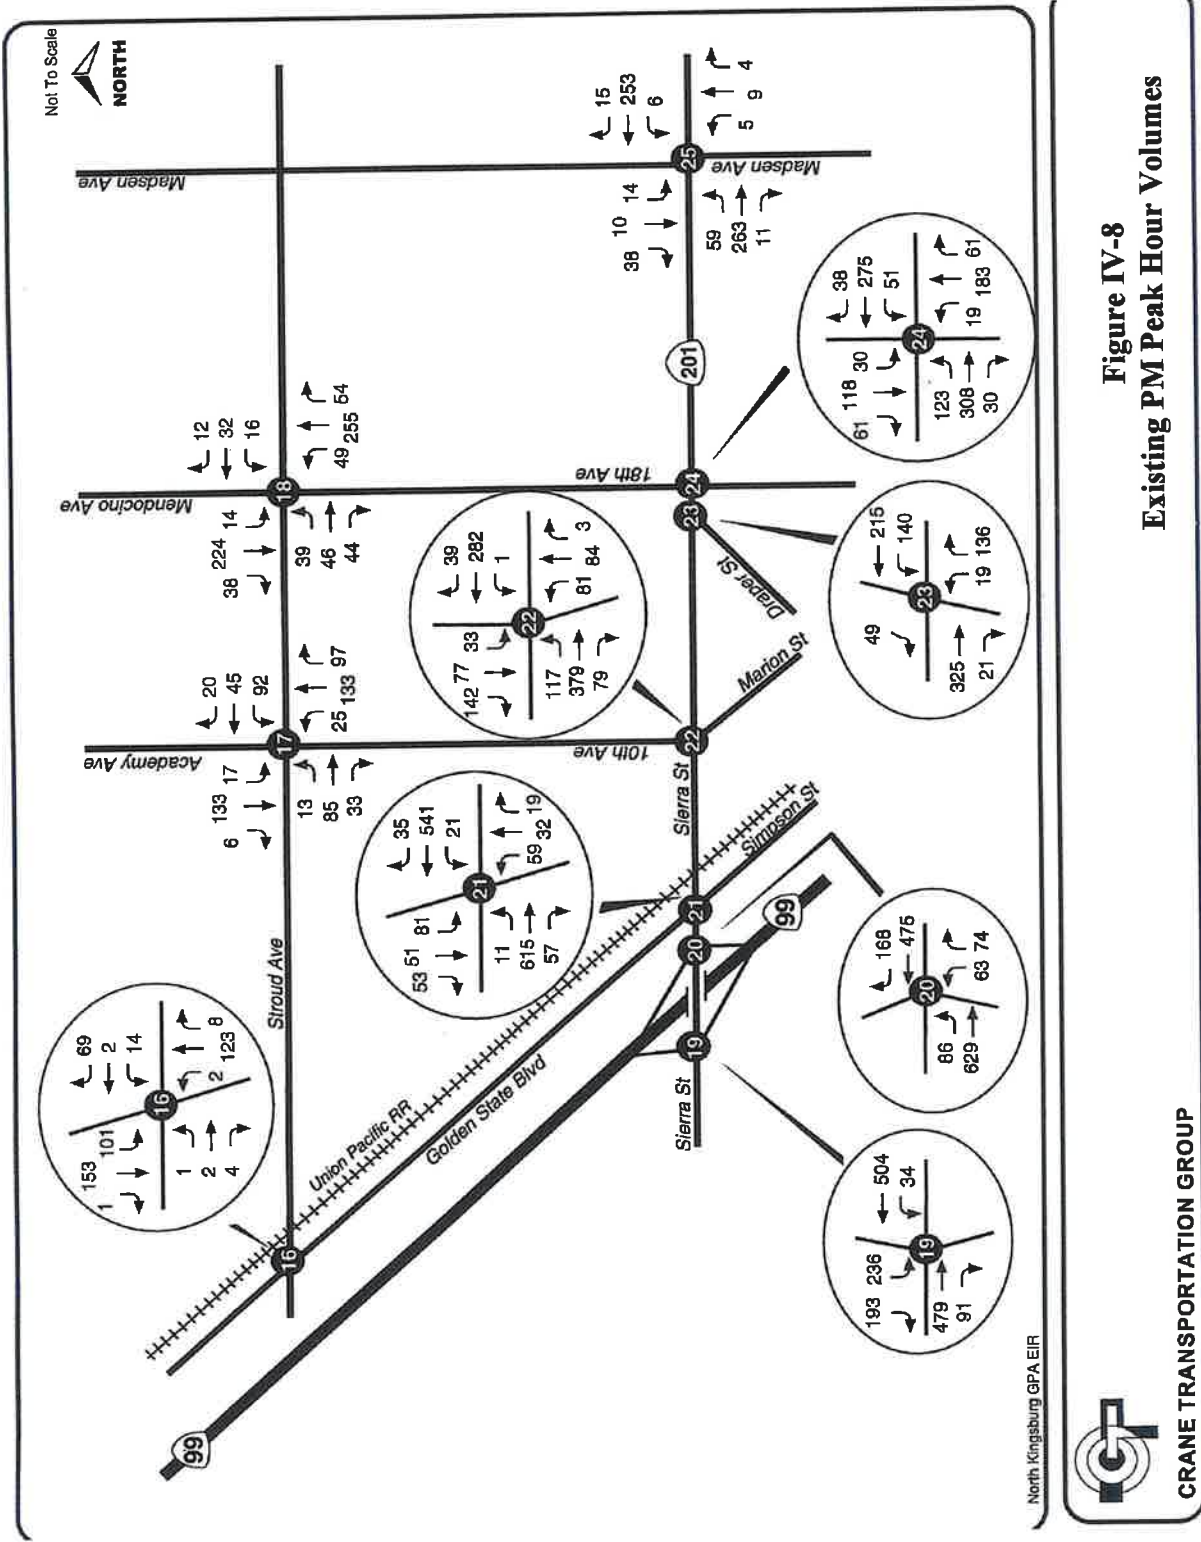 Not To Scale
NORTH
99
Union Pacific RR
Golden State Blvd
Stroud Ave
Academy Ave
10th Ave
Mendocino Ave
18th Ave
Madsen Ave
Madsen Ave
Sierra St
Sierra St
Simpson St
Marion St
Draper St
201
99
16
17
18
19
20
21
22
23
24
25
16
1 153 101
69
2
14
1
2
4
2 123 8
6 133 17
20
45
92
13
85
33
25 133 97
38 224 14
12
32
16
39
46
44
49 255 54
19
193 236
504
34
479
91
20
168
475
86
629
63 74
21
53 51 81
35
541
21
11
615
57
59 32 19
22
142 77 33
39
282
1
117
379
79
81 84 3
23
49
215
140
325
21
19 136
24
61 118 30
38
275
51
123
308
30
19 183 61
38 10 14
15
253
6
59
263
11
5 9 4
North Kingsburg GPA EIR
CRANE TRANSPORTATION GROUP
Figure IV-8
Existing PM Peak Hour Volumes